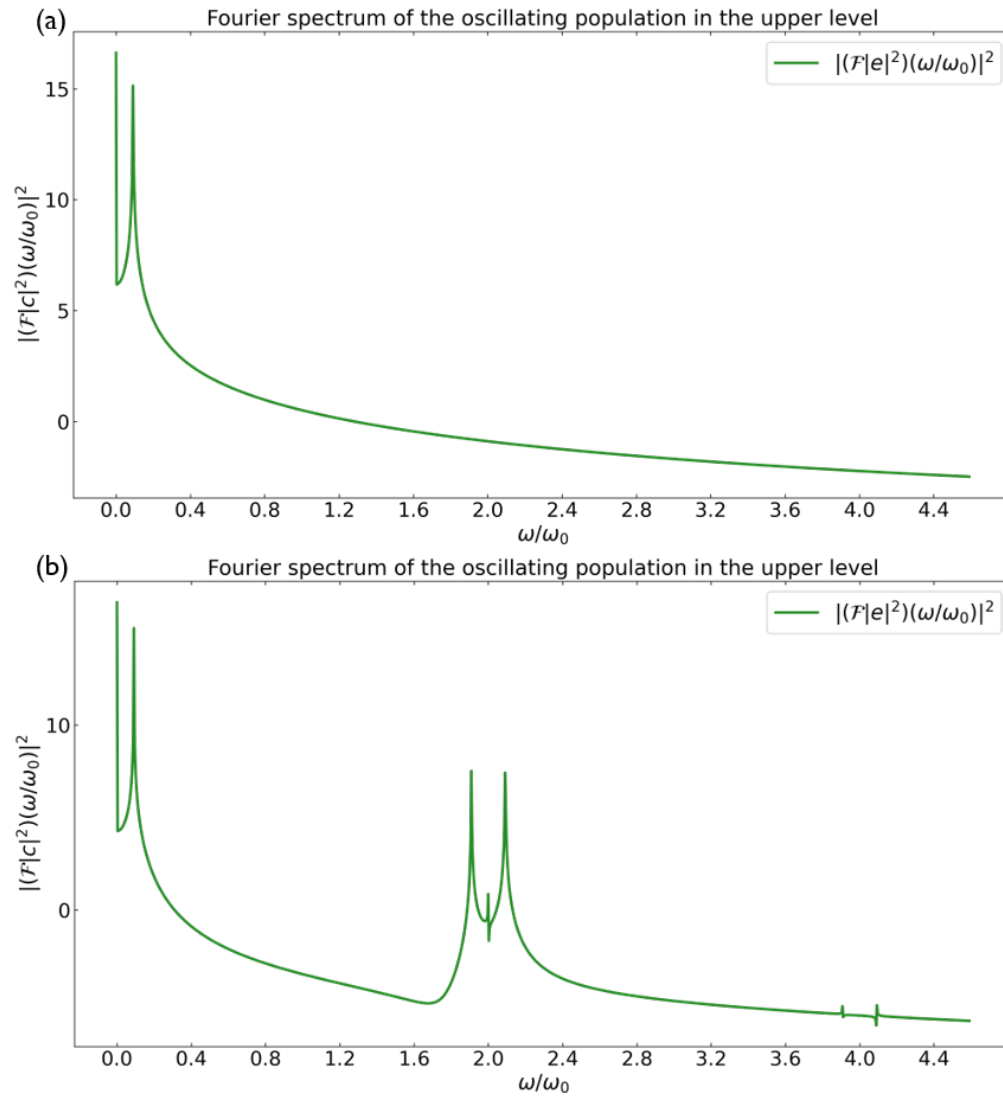 (a)
Fourier spectrum of the oscillating population in the upper level
|(ℱ|e|²)(ω/ω₀)|²
|(ℱ|c|²)(ω/ω₀)|²
15
10
5
0
0.0 0.4 0.8 1.2 1.6 2.0 2.4 2.8 3.2 3.6 4.0 4.4
ω/ω₀
(b)
Fourier spectrum of the oscillating population in the upper level
|(ℱ|e|²)(ω/ω₀)|²
|(ℱ|c|²)(ω/ω₀)|²
10
0
0.0 0.4 0.8 1.2 1.6 2.0 2.4 2.8 3.2 3.6 4.0 4.4
ω/ω₀